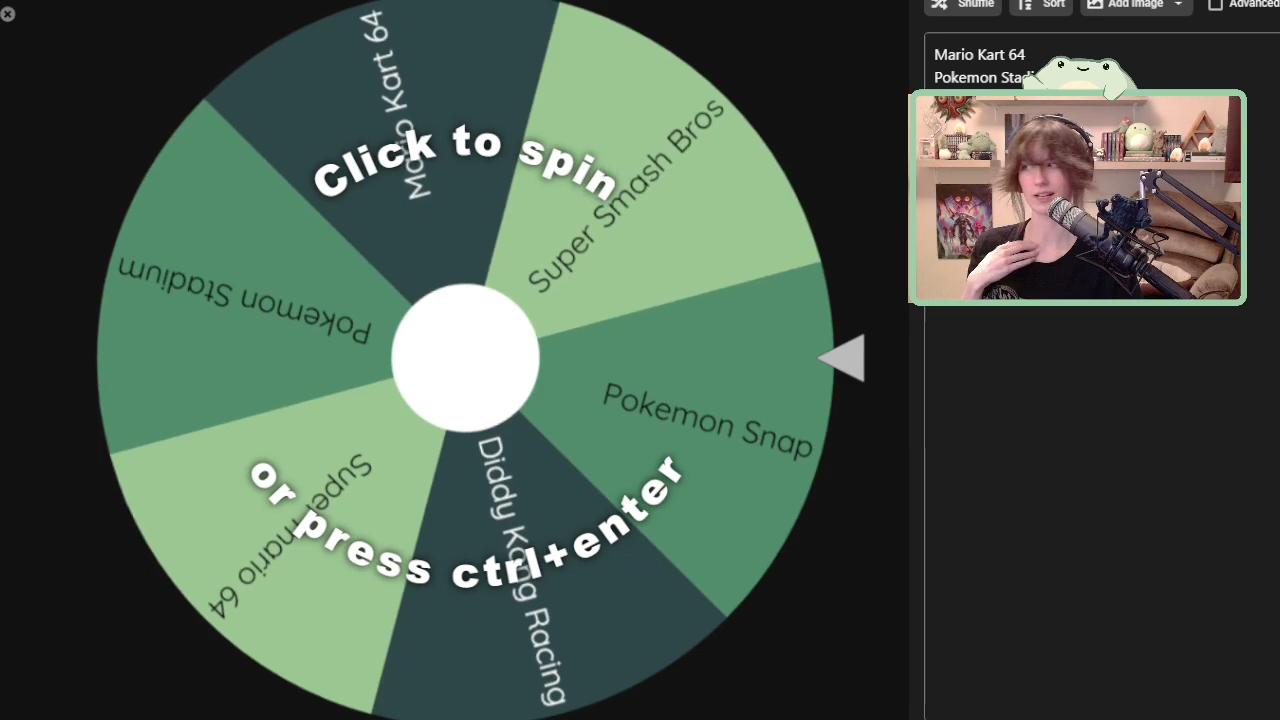 Shuffle
Sort
Add Image
Advanced
Mario Kart 64
Pokemon Stadi
Mario Kart 64
Super Smash Bros
Pokemon Snap
Diddy Kong Racing
Super mario 64
Pokemon Stadium
Click to spin
or press ctrl+enter